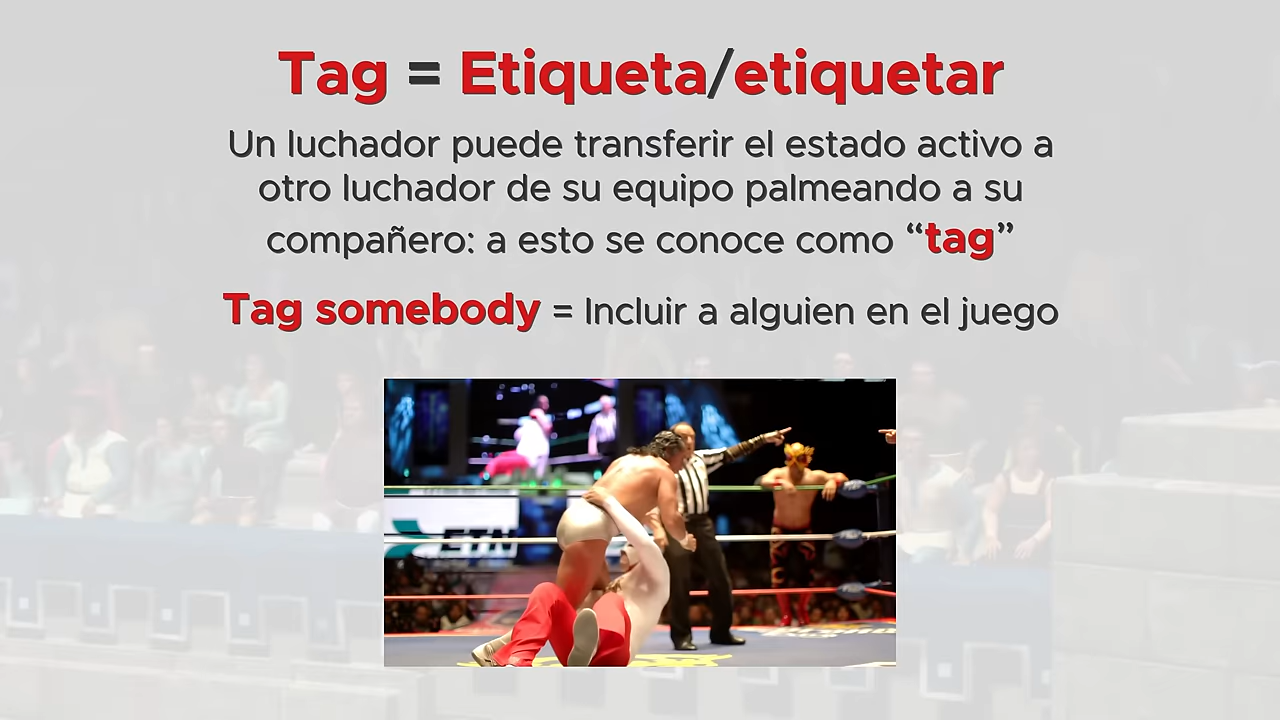 Tag = Etiqueta/etiquetar
Un luchador puede transferir el estado activo a
otro luchador de su equipo palmeando a su
compañero: a esto se conoce como “tag”
Tag somebody = Incluir a alguien en el juego
ETN